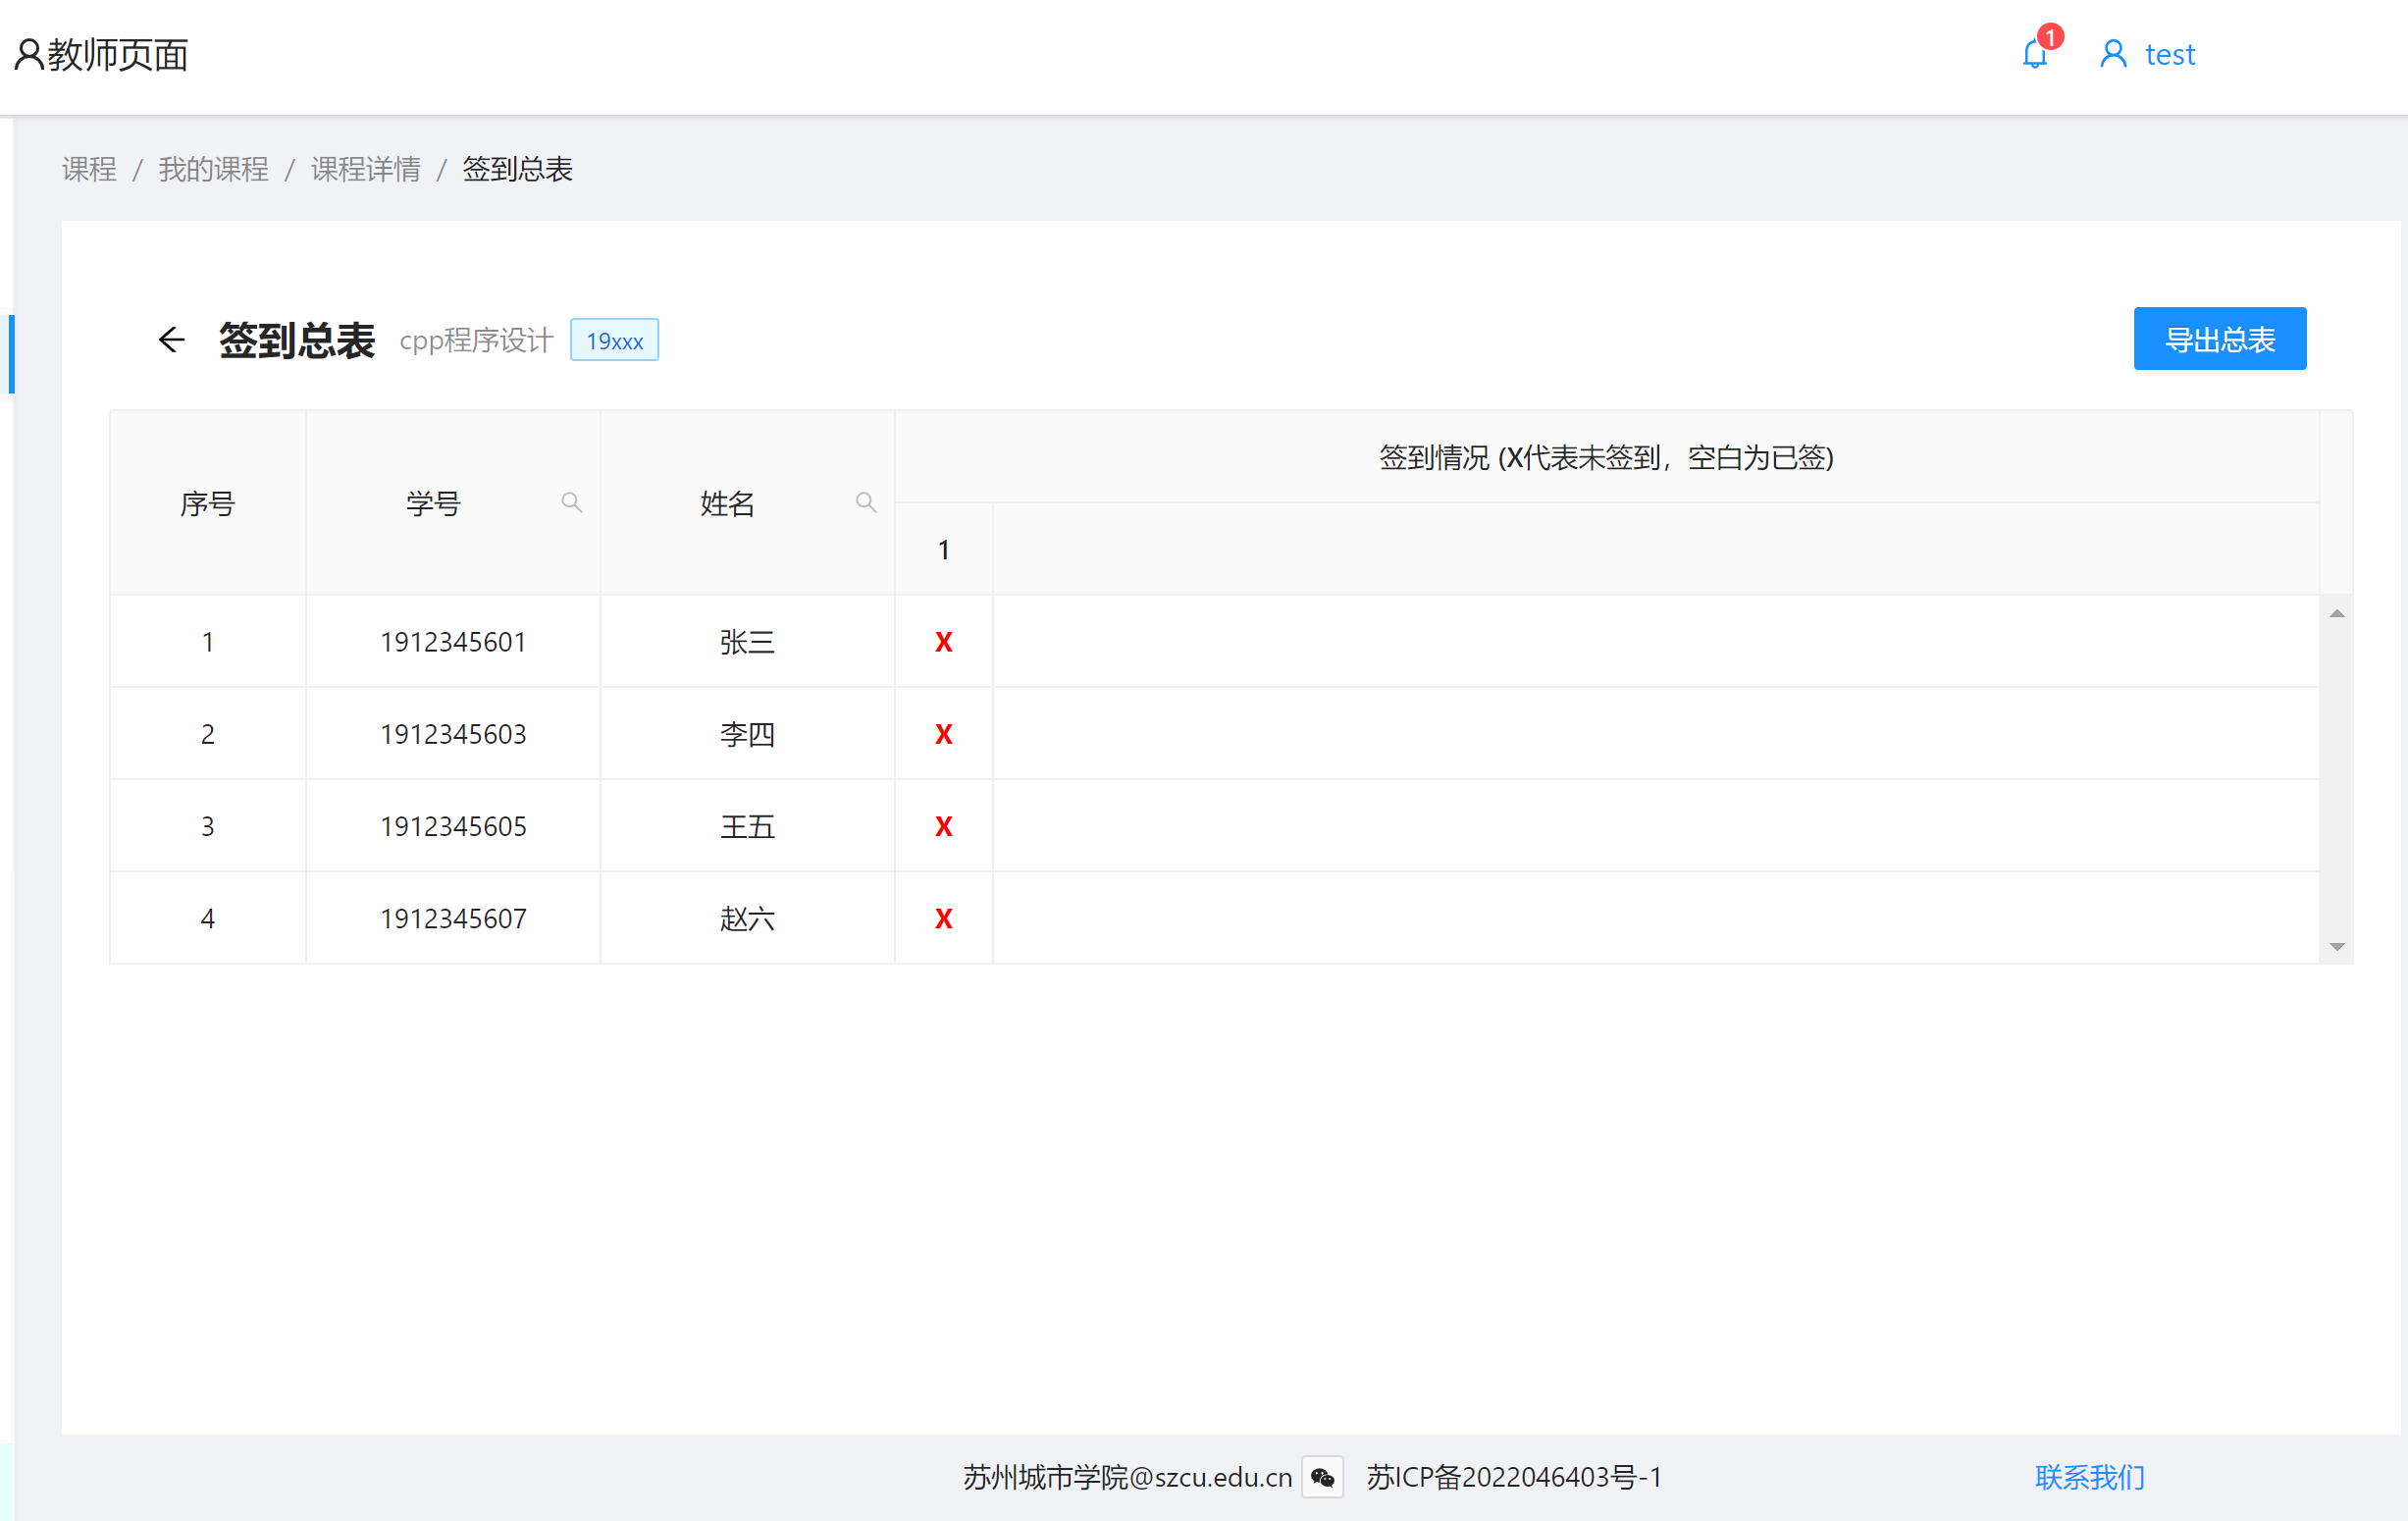 教师页面
1
test
课程 / 我的课程 / 课程详情 / 签到总表
签到总表 cpp程序设计 19xxx
导出总表
序号 学号 姓名 签到情况 (X代表未签到，空白为已签)
1
1 1912345601 张三 X
2 1912345603 李四 X
3 1912345605 王五 X
4 1912345607 赵六 X
苏州城市学院@szcu.edu.cn 苏ICP备2022046403号-1 联系我们